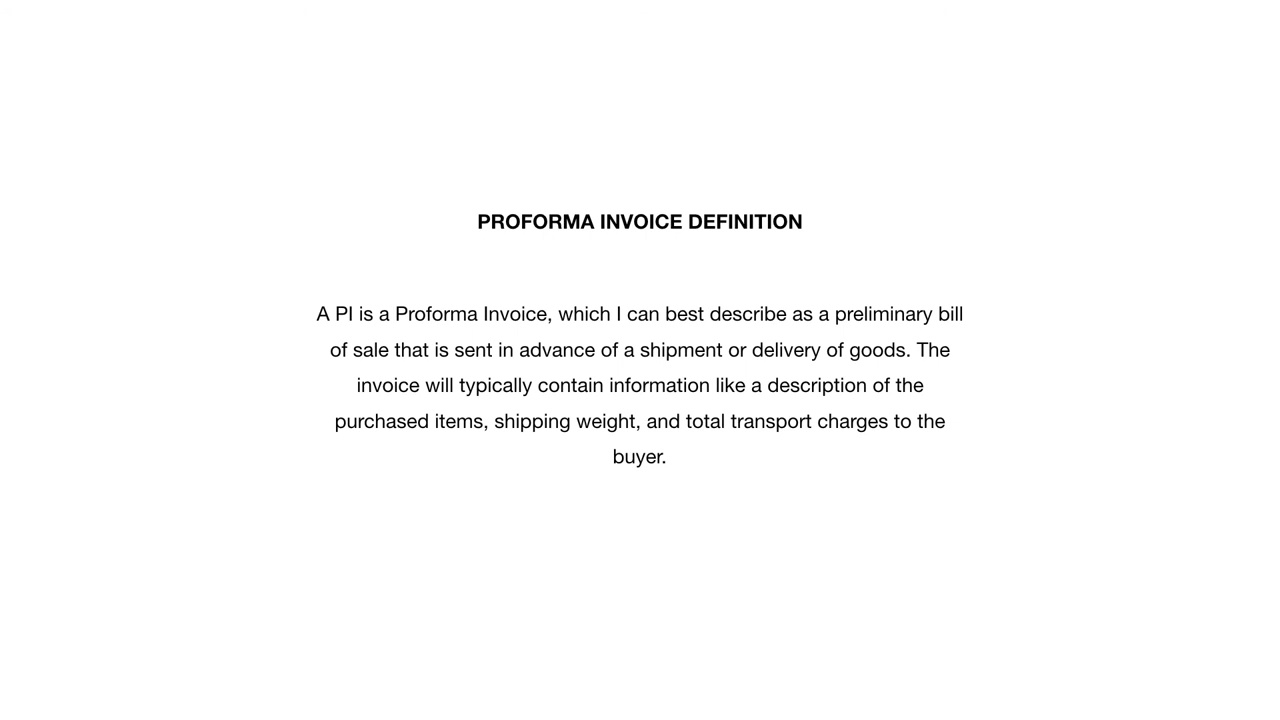 PROFORMA INVOICE DEFINITION
A PI is a Proforma Invoice, which I can best describe as a preliminary bill
of sale that is sent in advance of a shipment or delivery of goods. The
invoice will typically contain information like a description of the
purchased items, shipping weight, and total transport charges to the
buyer.